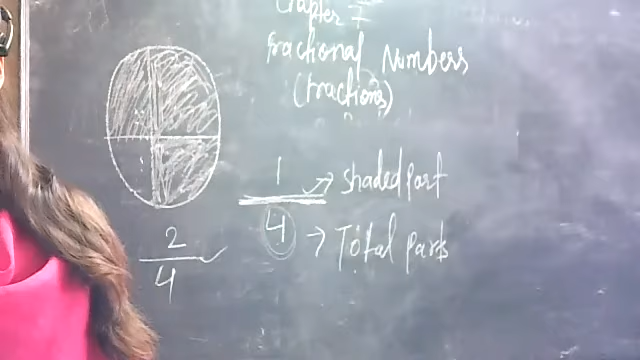 Chapter 7
Fractional Numbers
(Fractions)
1 → Shaded part
4 → Total parts
2
4